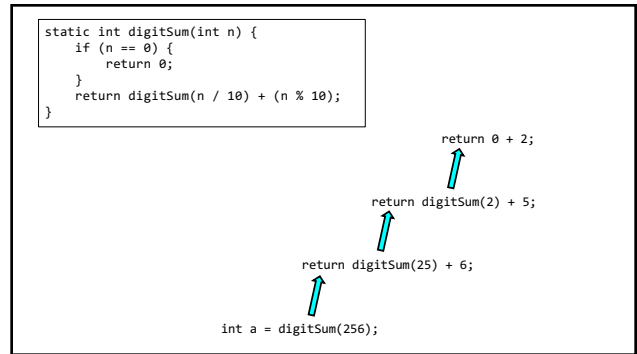 static int digitSum(int n) {
    if (n == 0) {
        return 0;
    }
    return digitSum(n / 10) + (n % 10);
}
return 0 + 2;
return digitSum(2) + 5;
return digitSum(25) + 6;
int a = digitSum(256);